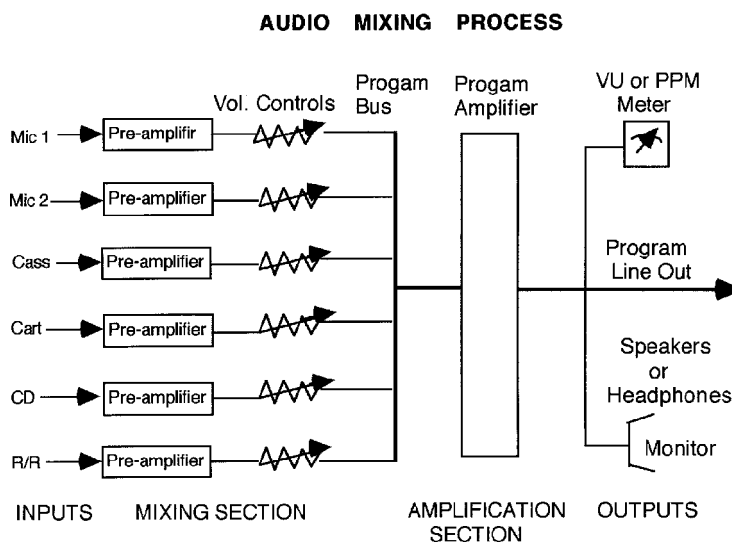 AUDIO MIXING PROCESS
Vol. Controls
Progam
Bus
Progam
Amplifier
VU or PPM
Meter
Mic 1
Pre-amplifir
Mic 2
Pre-amplifier
Cass
Pre-amplifier
Program
Line Out
Cart
Pre-amplifier
Speakers
or
Headphones
CD
Pre-amplifier
R/R
Pre-amplifier
Monitor
INPUTS
MIXING SECTION
AMPLIFICATION
SECTION
OUTPUTS